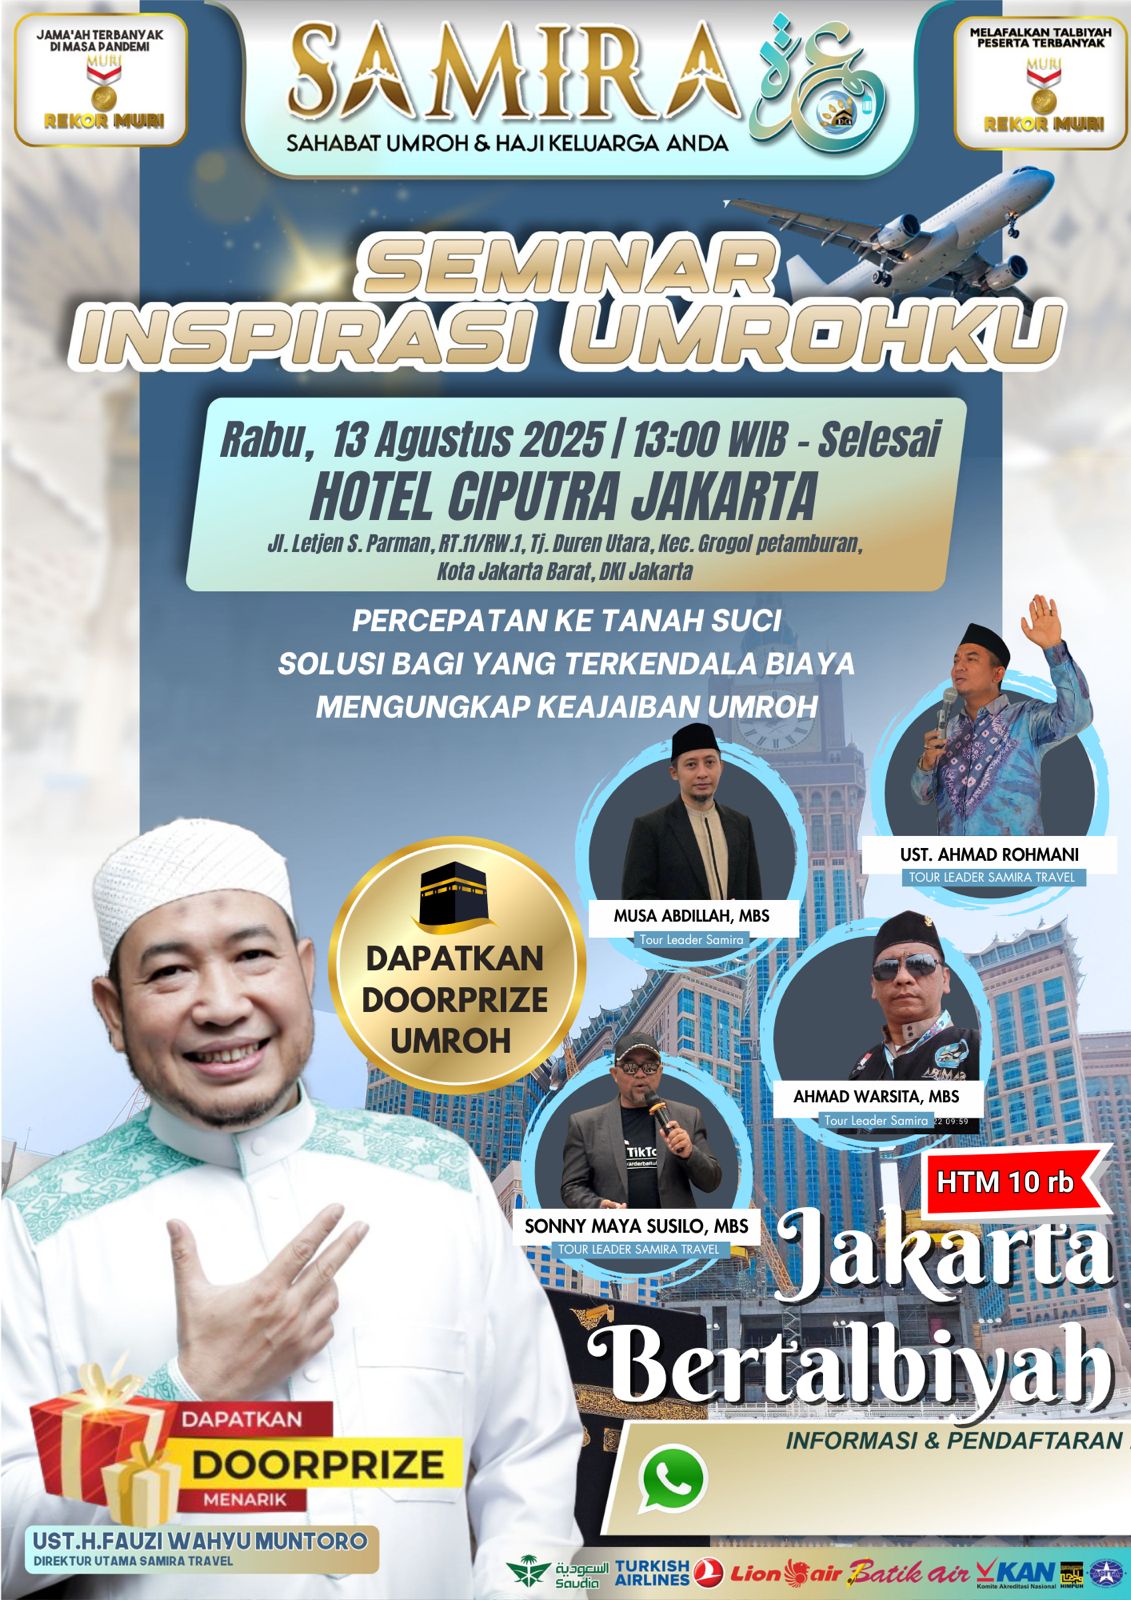 JAMA'AH TERBANYAK
DI MASA PANDEMI
MURI
REKOR MURI
SAMIRA
SAHABAT UMROH & HAJI KELUARGA ANDA
MELAFALKAN TALBIYAH
PESERTA TERBANYAK
MURI
REKOR MURI
SEMINAR
INSPIRASI UMROHKU
Rabu, 13 Agustus 2025 | 13:00 WIB - Selesai
HOTEL CIPUTRA JAKARTA
Jl. Letjen S. Parman, RT.11/RW.1, Tj. Duren Utara, Kec. Grogol petamburan,
Kota Jakarta Barat, DKI Jakarta
PERCEPATAN KE TANAH SUCI
SOLUSI BAGI YANG TERKENDALA BIAYA
MENGUNGKAP KEAJAIBAN UMROH
UST. AHMAD ROHMANI
TOUR LEADER SAMIRA TRAVEL
MUSA ABDILLAH, MBS
Tour Leader Samira
DAPATKAN
DOORPRIZE
UMROH
AHMAD WARSITA, MBS
Tour Leader Samira
22 09:59
TikTo
SONNY MAYA SUSILO, MBS
TOUR LEADER SAMIRA TRAVEL
HTM 10 rb
Jakarta
Bertalbiyah
DAPATKAN
DOORPRIZE
MENARIK
INFORMASI & PENDAFTARAN
UST.H.FAUZI WAHYU MUNTORO
DIREKTUR UTAMA SAMIRA TRAVEL
السعودية
Saudia
TURKISH
AIRLINES
Lion air
Batik air
KAN
Komite Akreditasi Nasional
HIMPUH